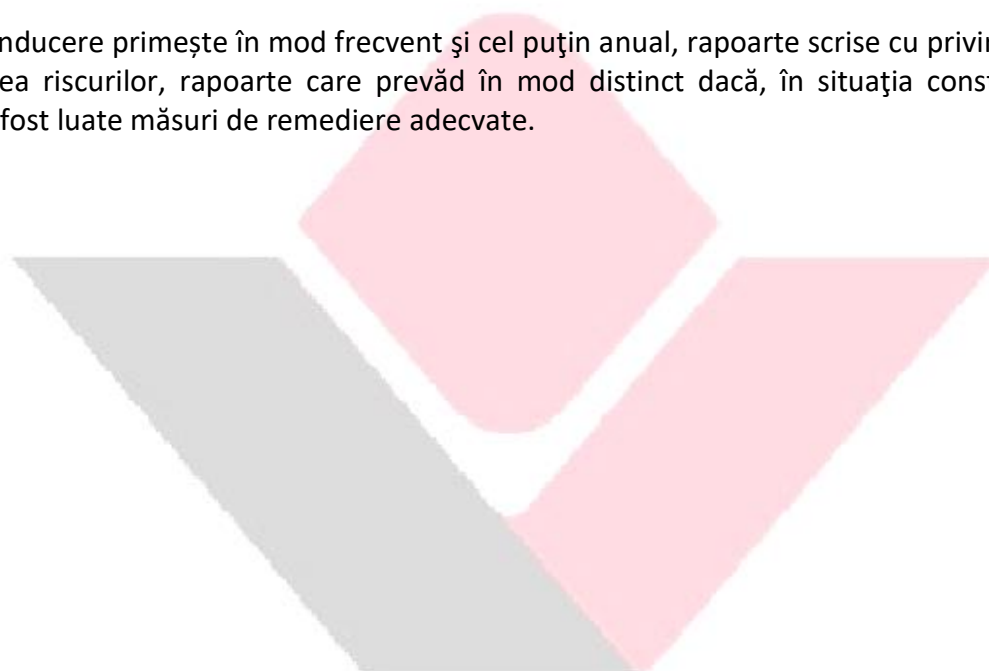 nducere primește în mod frecvent şi cel puţin anual, rapoarte scrise cu privin
ea riscurilor, rapoarte care prevăd în mod distinct dacă, în situaţia const
fost luate măsuri de remediere adecvate.